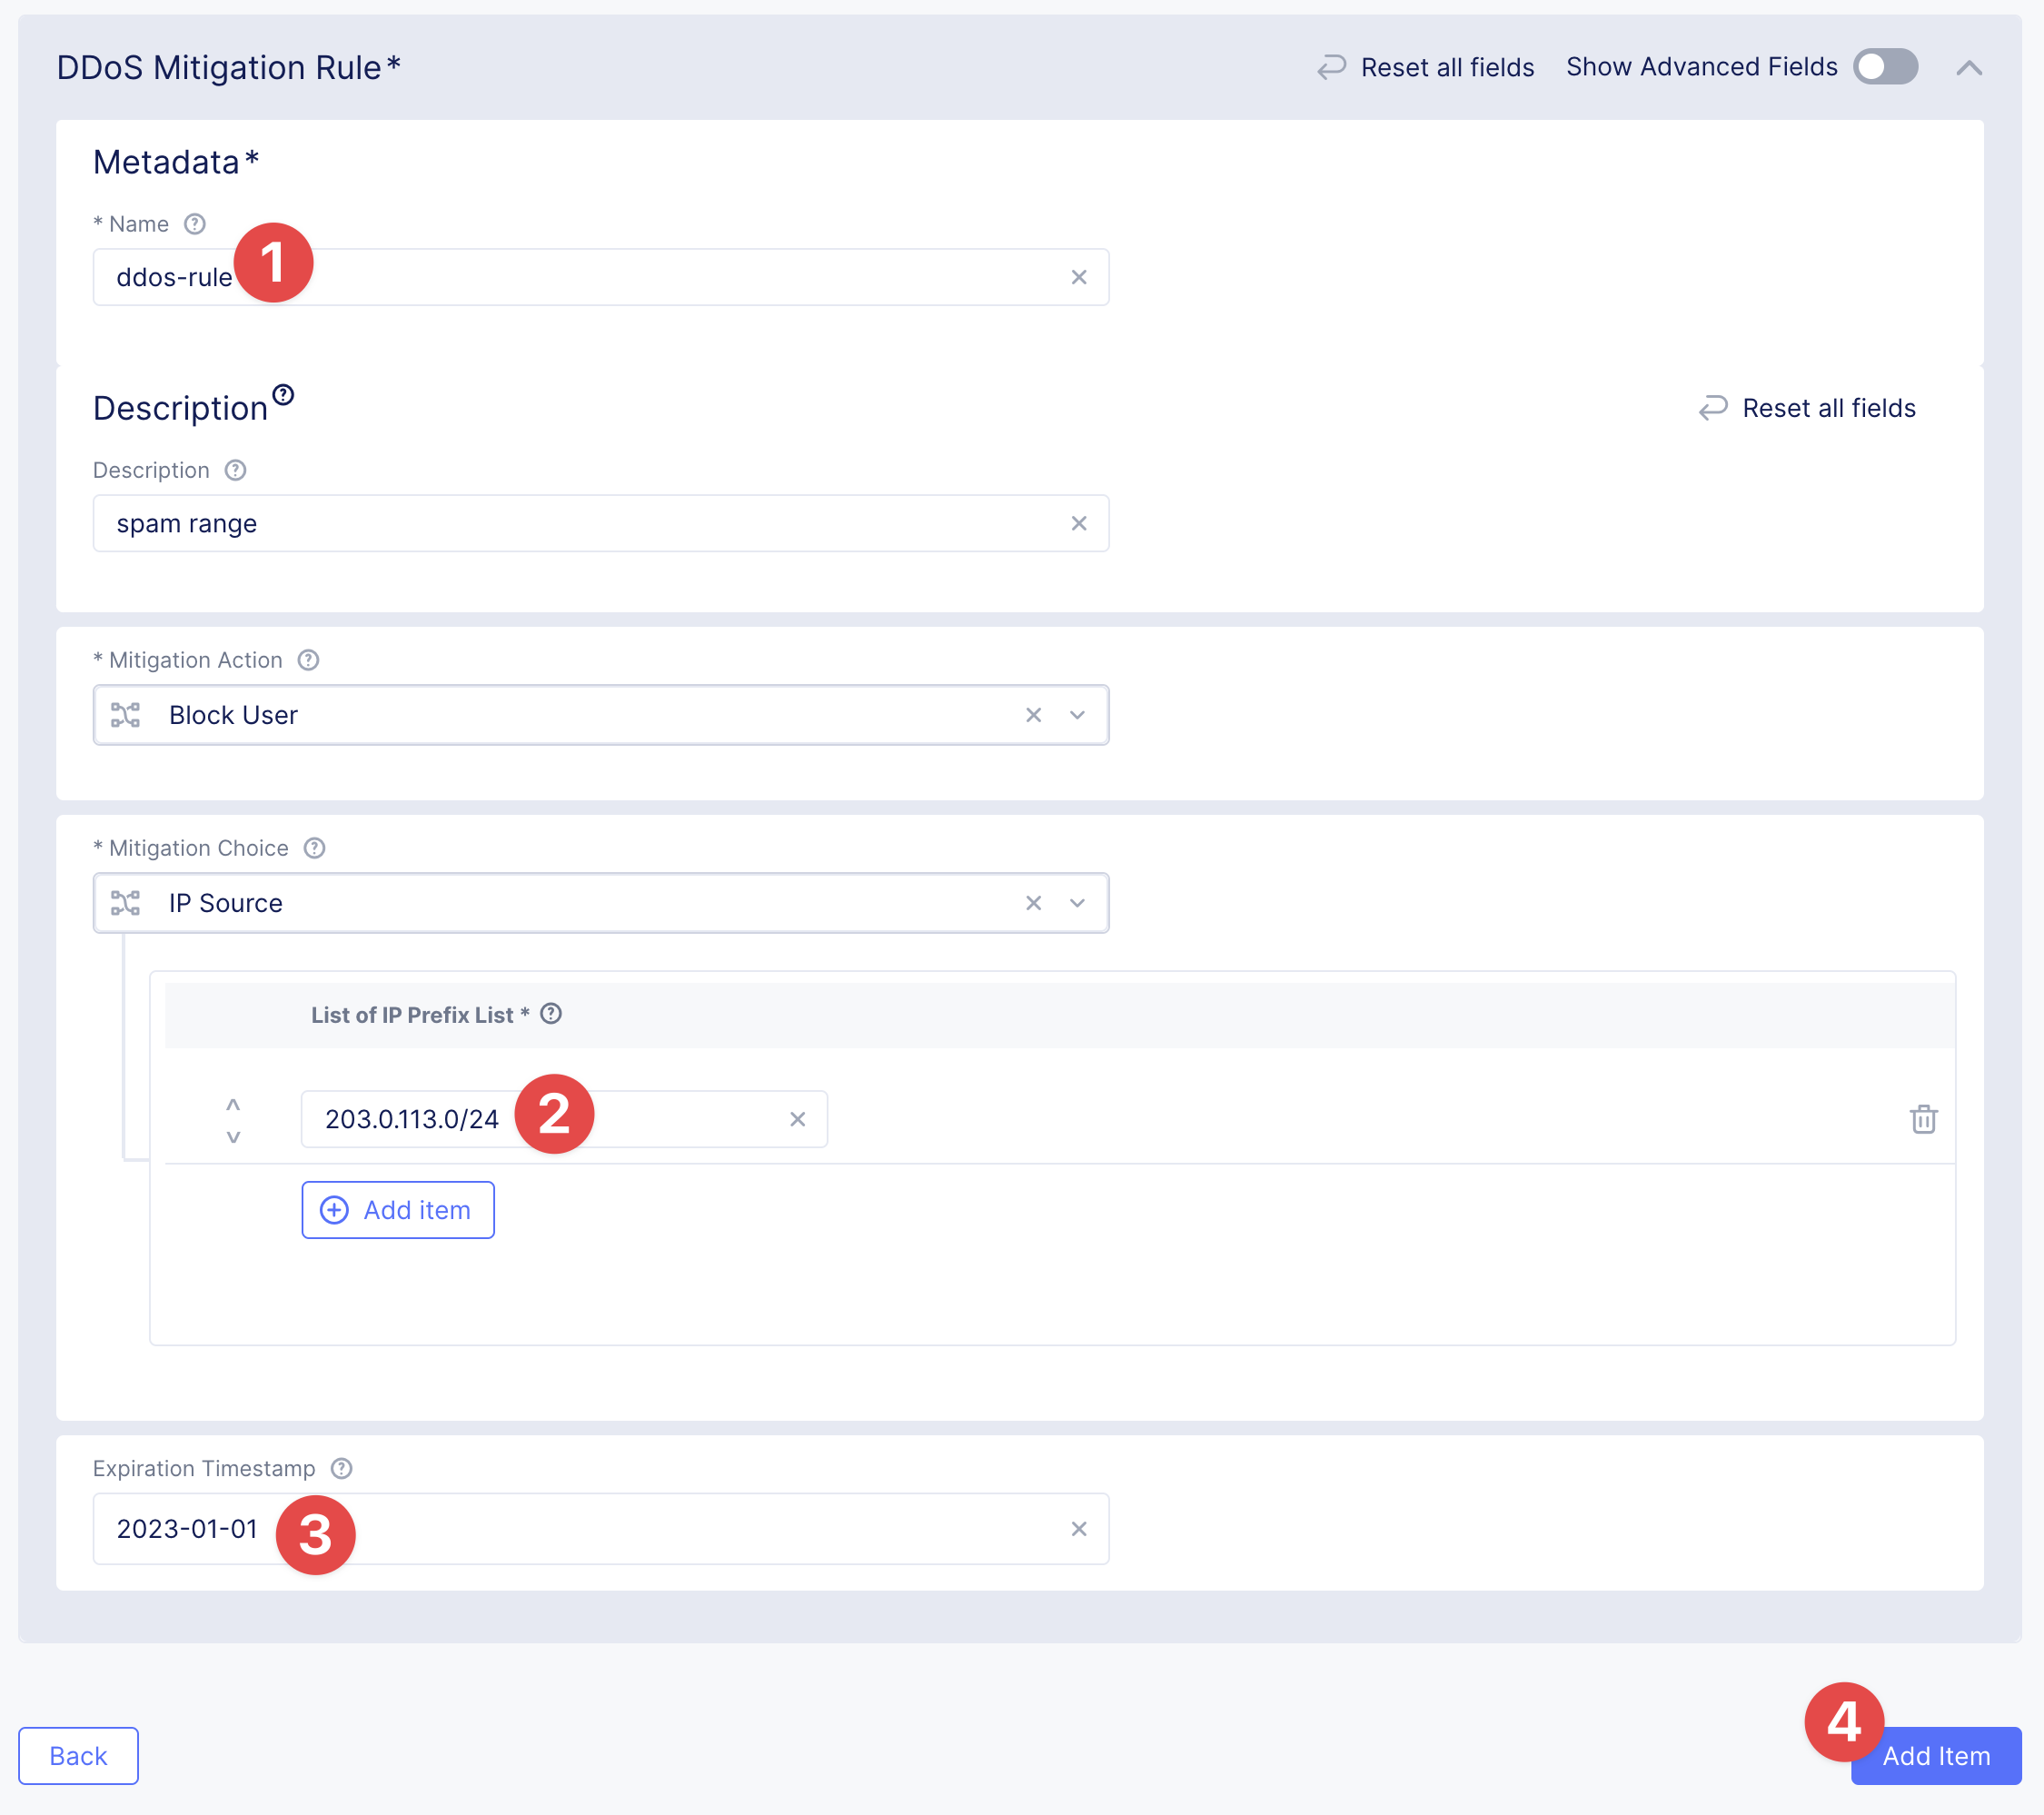 DDoS Mitigation Rule*
Reset all fields
Show Advanced Fields
Metadata*
* Name
ddos-rule
1
Description
Reset all fields
Description
spam range
* Mitigation Action
Block User
* Mitigation Choice
IP Source
List of IP Prefix List *
203.0.113.0/24
2
Add item
Expiration Timestamp
2023-01-01
3
4
Back
Add Item